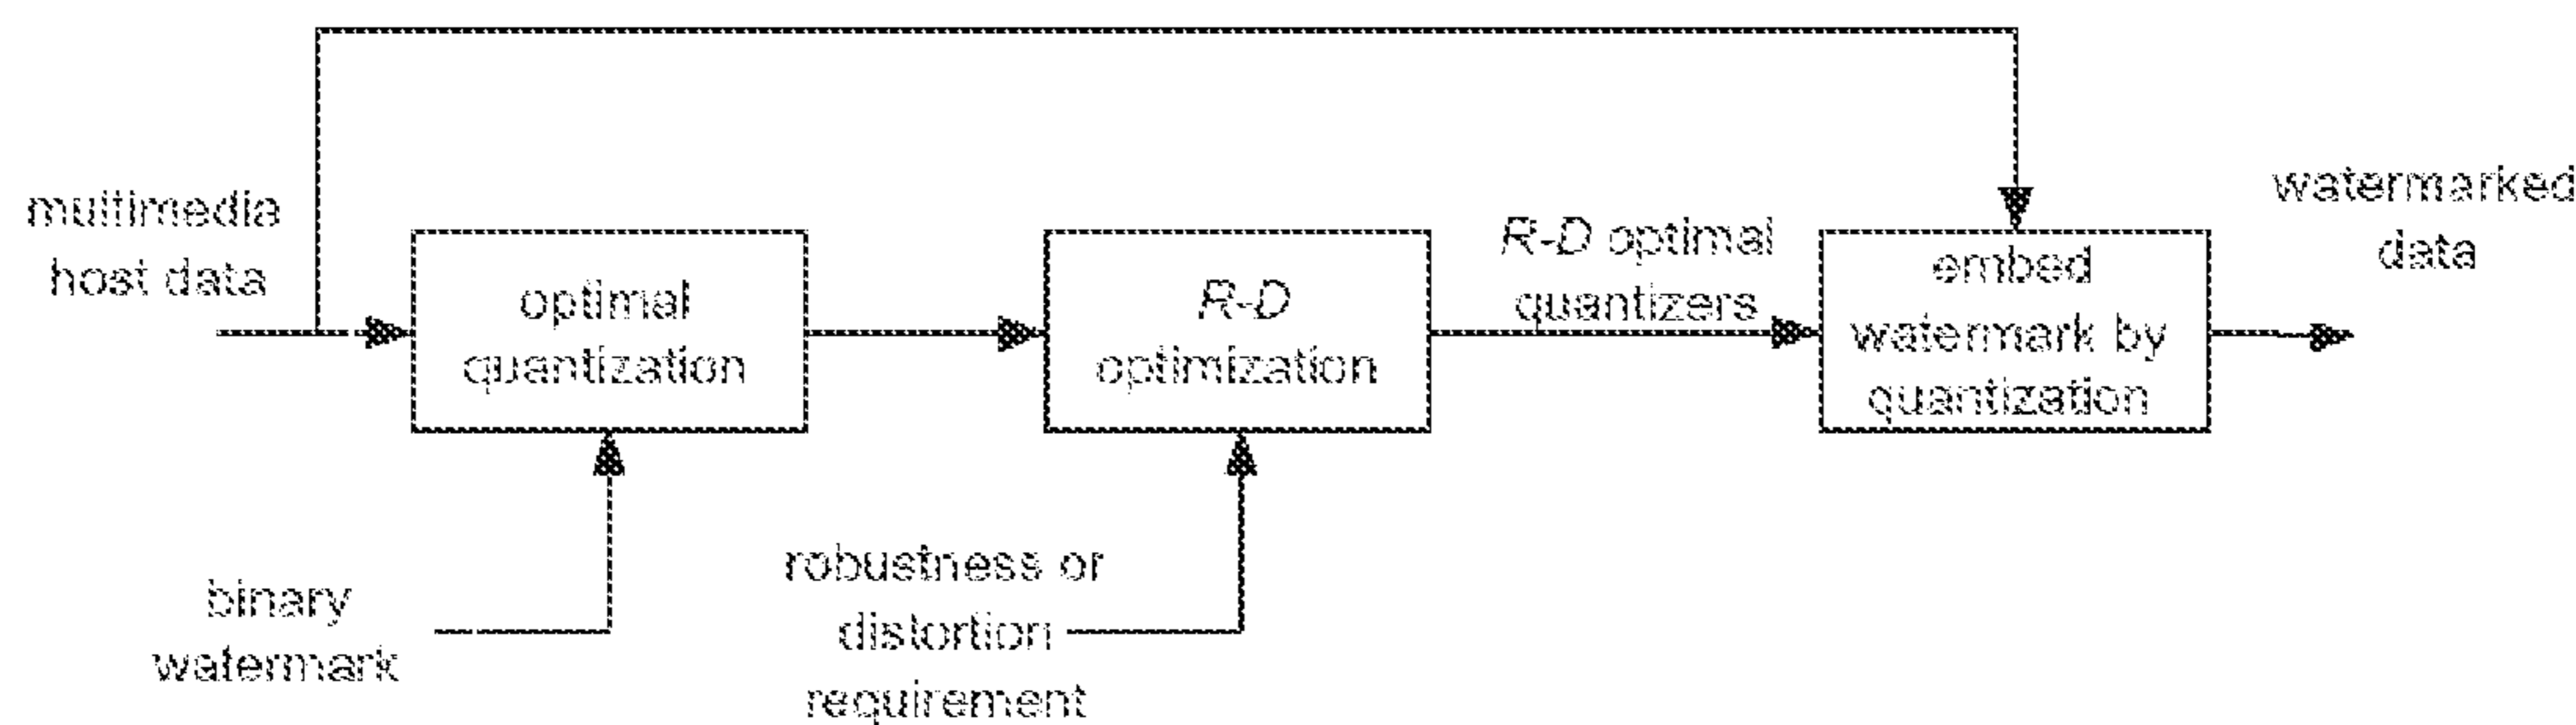 multimedia
host data
optimal
quantization
R-D
optimization
R-D optimal
quantizers
embed
watermark by
quantization
watermarked
data
binary
watermark
robustness or
distortion
requirement